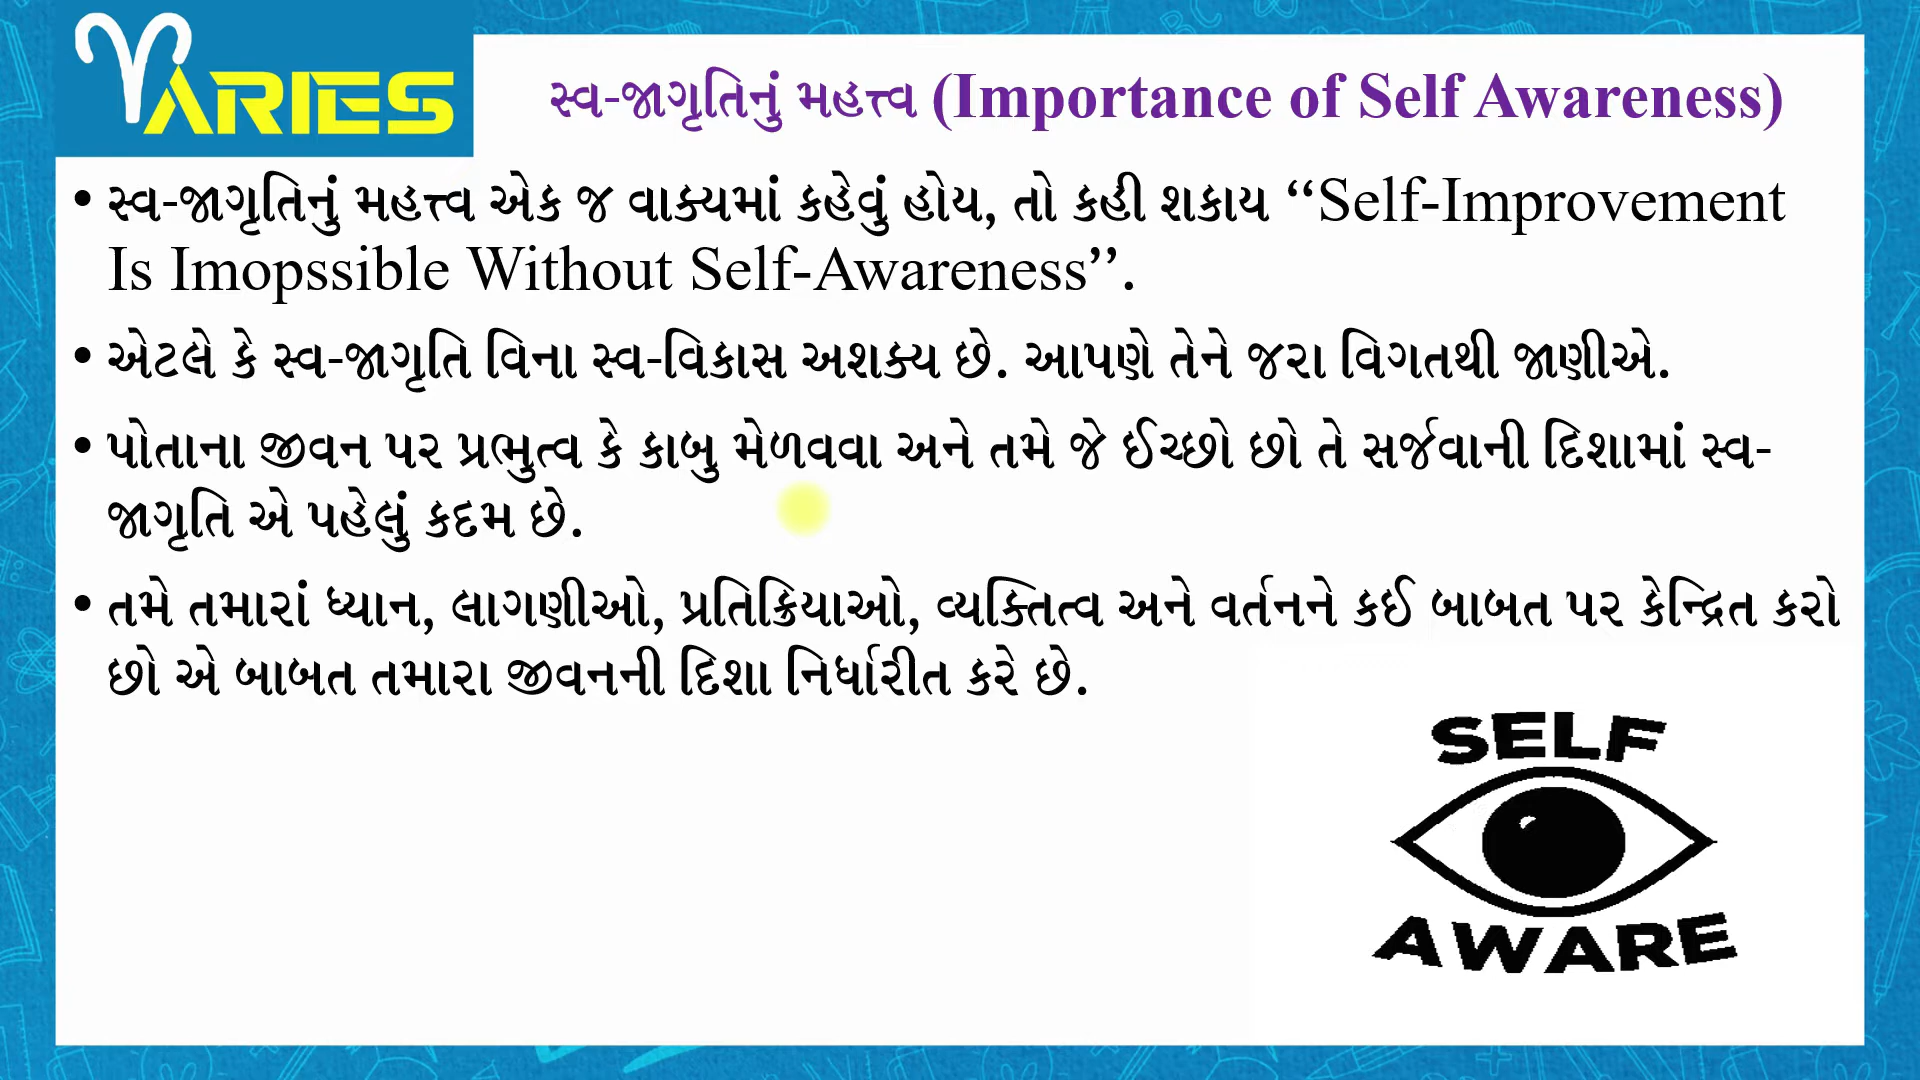 ARIES
સ્વ-જાગૃતિનું મહત્ત્વ (Importance of Self Awareness)
• સ્વ-જાગૃતિનું મહત્ત્વ એક જ વાક્યમાં કહેવું હોય, તો કહી શકાય “Self-Improvement
Is Imopssible Without Self-Awareness”.
• એટલે કે સ્વ-જાગૃતિ વિના સ્વ-વિકાસ અશક્ય છે. આપણે તેને જરા વિગતથી જાણીએ.
• પોતાના જીવન પર પ્રભુત્વ કે કાબુ મેળવવા અને તમે જે ઈચ્છો છો તે સર્જવાની દિશામાં સ્વ-
જાગૃતિ એ પહેલું કદમ છે.
• તમે તમારાં ધ્યાન, લાગણીઓ, પ્રતિક્રિયાઓ, વ્યક્તિત્વ અને વર્તનને કઈ બાબત પર કેન્દ્રિત કરો
છો એ બાબત તમારા જીવનની દિશા નિર્ધારીત કરે છે.
SELF
AWARE